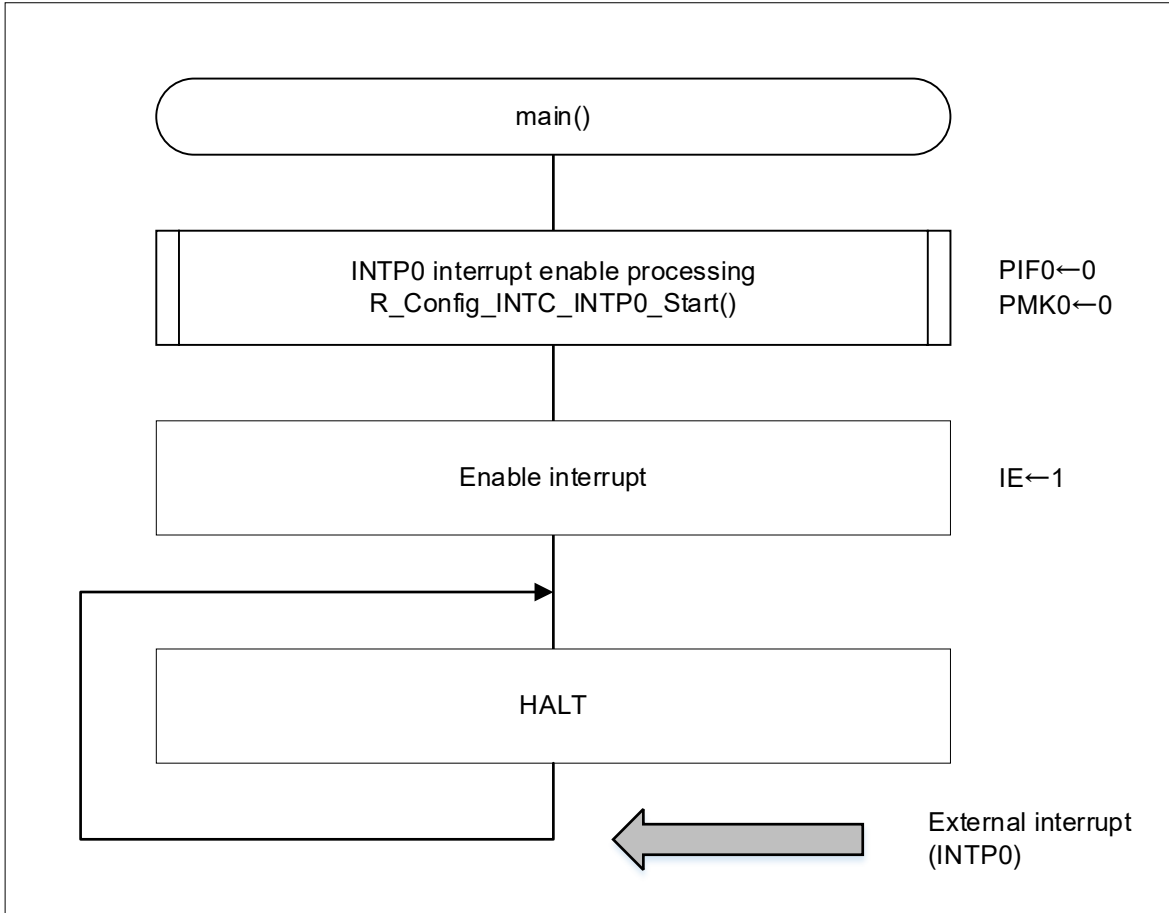 main()
INTP0 interrupt enable processing
R_Config_INTC_INTP0_Start()
PIF0←0
PMK0←0
Enable interrupt
IE←1
HALT
External interrupt
(INTP0)